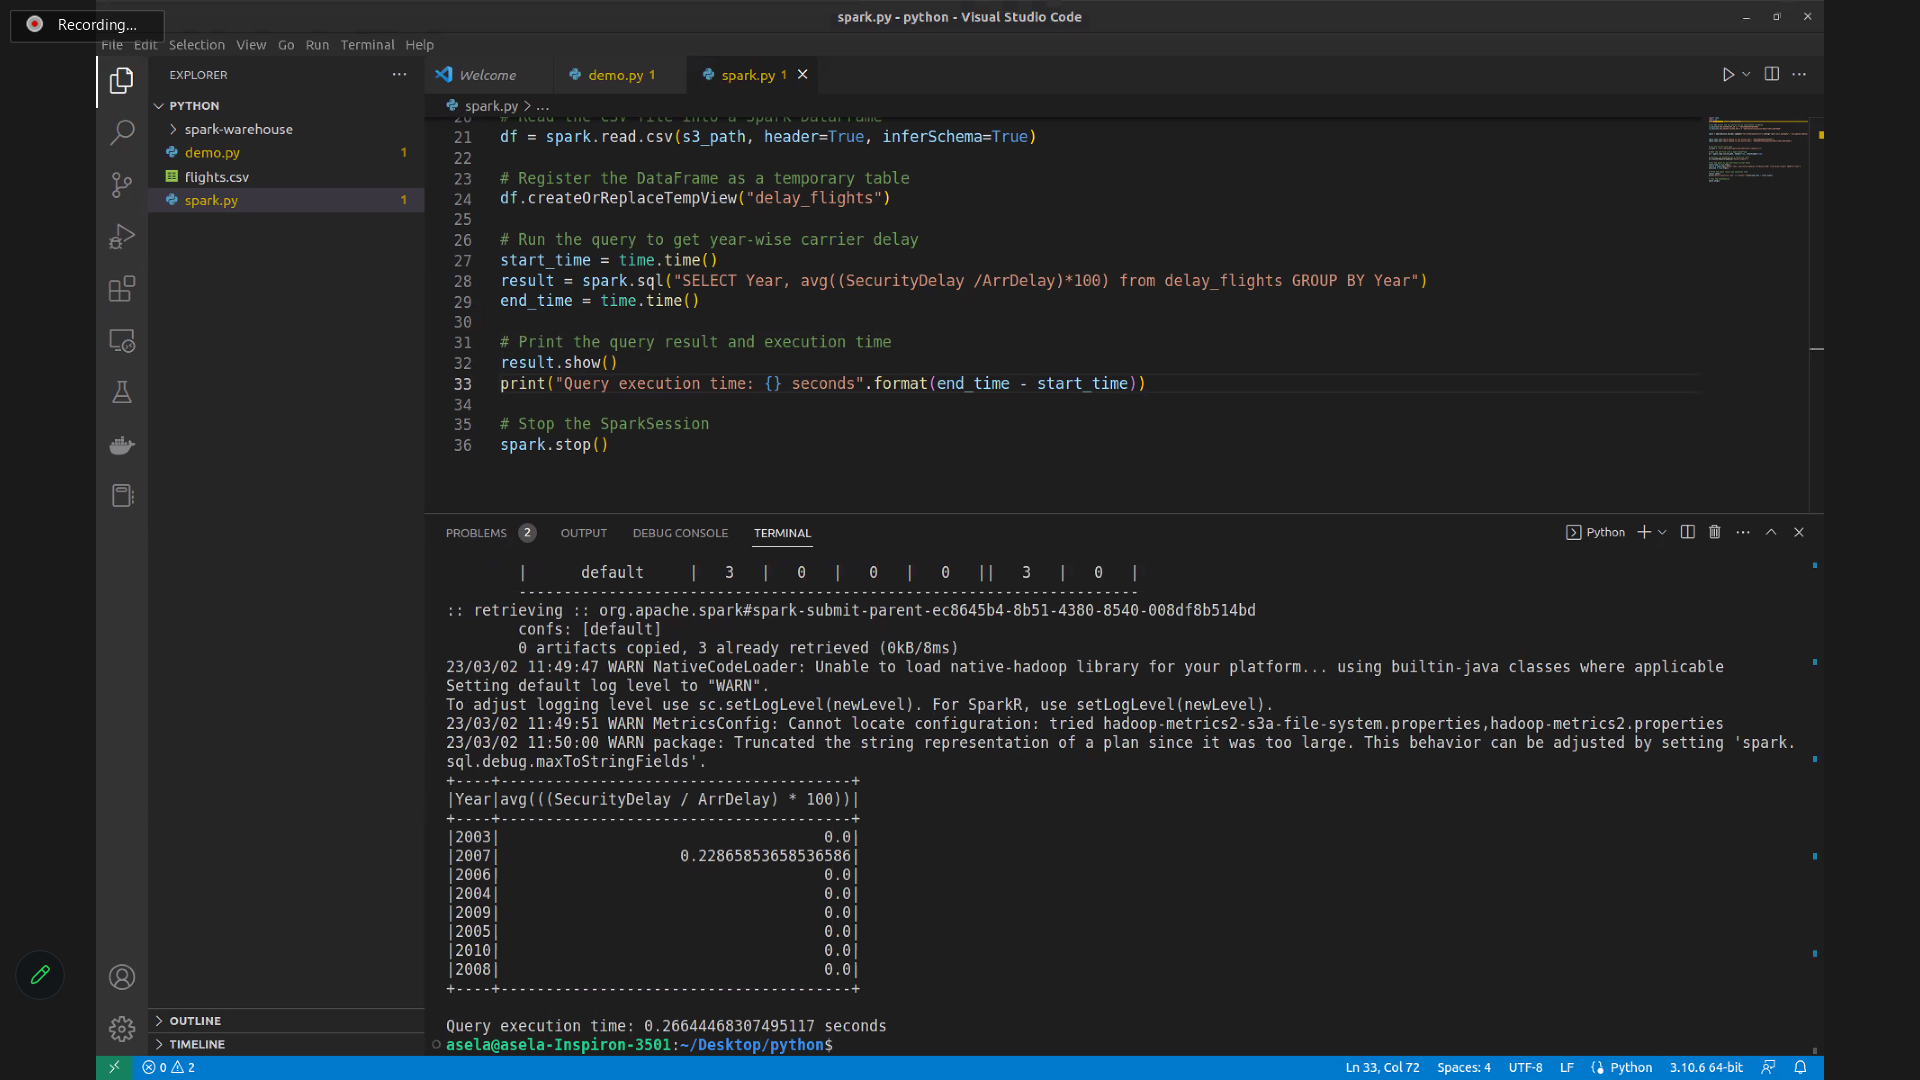 Recording...
spark.py - python - Visual Studio Code
File Edit Selection View Go Run Terminal Help
EXPLORER
Welcome
demo.py 1
spark.py 1
PYTHON
spark-warehouse
demo.py 1
flights.csv
spark.py 1
spark.py > ...
20 # Read the CSV file into a Spark DataFrame
21 df = spark.read.csv(s3_path, header=True, inferSchema=True)
22
23 # Register the DataFrame as a temporary table
24 df.createOrReplaceTempView("delay_flights")
25
26 # Run the query to get year-wise carrier delay
27 start_time = time.time()
28 result = spark.sql("SELECT Year, avg((SecurityDelay /ArrDelay)*100) from delay_flights GROUP BY Year")
29 end_time = time.time()
30
31 # Print the query result and execution time
32 result.show()
33 print("Query execution time: {} seconds".format(end_time - start_time))
34
35 # Stop the SparkSession
36 spark.stop()
PROBLEMS 2 OUTPUT DEBUG CONSOLE TERMINAL
Python
| default | 3 | 0 | 0 | 0 || 3 | 0 |
---------------------------------------------------------------------
:: retrieving :: org.apache.spark#spark-submit-parent-ec8645b4-8b51-4380-8540-008df8b514bd
confs: [default]
0 artifacts copied, 3 already retrieved (0kB/8ms)
23/03/02 11:49:47 WARN NativeCodeLoader: Unable to load native-hadoop library for your platform... using builtin-java classes where applicable
Setting default log level to "WARN".
To adjust logging level use sc.setLogLevel(newLevel). For SparkR, use setLogLevel(newLevel).
23/03/02 11:49:51 WARN MetricsConfig: Cannot locate configuration: tried hadoop-metrics2-s3a-file-system.properties,hadoop-metrics2.properties
23/03/02 11:50:00 WARN package: Truncated the string representation of a plan since it was too large. This behavior can be adjusted by setting 'spark.
sql.debug.maxToStringFields'.
+----+---------------------------------------+
|Year|avg(((SecurityDelay / ArrDelay) * 100))|
+----+---------------------------------------+
|2003| 0.0|
|2007| 0.22865853658536586|
|2006| 0.0|
|2004| 0.0|
|2009| 0.0|
|2005| 0.0|
|2010| 0.0|
|2008| 0.0|
+----+---------------------------------------+
Query execution time: 0.26644468307495117 seconds
asela@asela-Inspiron-3501:~/Desktop/python$
OUTLINE
TIMELINE
0 2
Ln 33, Col 72 Spaces: 4 UTF-8 LF Python 3.10.6 64-bit